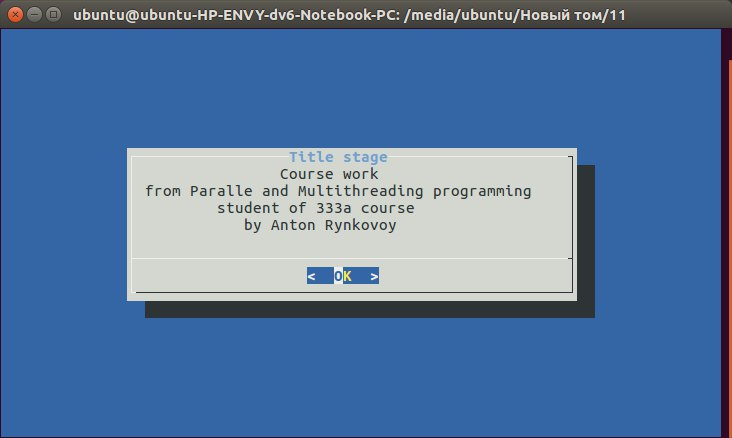 ubuntu@ubuntu-HP-ENVY-dv6-Notebook-PC: /media/ubuntu/Новый том/11
Title stage
Course work
from Paralle and Multithreading programming
student of 333a course
by Anton Rynkovoy
<  OK  >